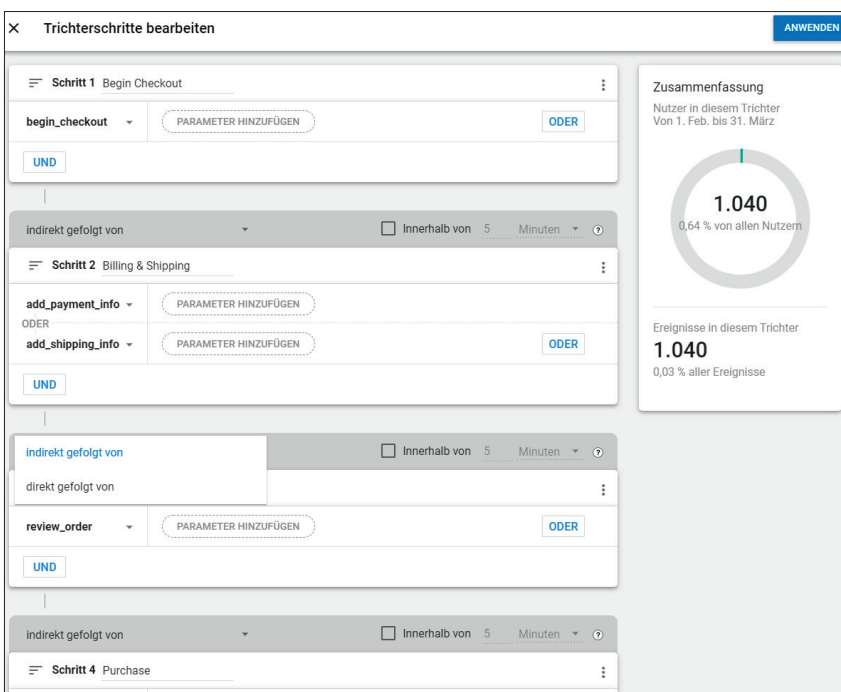 Trichterschritte bearbeiten
ANWENDEN
Schritt 1 Begin Checkout
begin_checkout PARAMETER HINZUFÜGEN ODER
UND
indirekt gefolgt von Innerhalb von 5 Minuten ?
Schritt 2 Billing & Shipping
add_payment_info PARAMETER HINZUFÜGEN
ODER
add_shipping_info PARAMETER HINZUFÜGEN ODER
UND
indirekt gefolgt von Innerhalb von 5 Minuten ?
direkt gefolgt von
review_order PARAMETER HINZUFÜGEN ODER
UND
indirekt gefolgt von Innerhalb von 5 Minuten ?
Schritt 4 Purchase
Zusammenfassung
Nutzer in diesem Trichter
Von 1. Feb. bis 31. März
1.040
0,64 % von allen Nutzern
Ereignisse in diesem Trichter
1.040
0,03 % aller Ereignisse